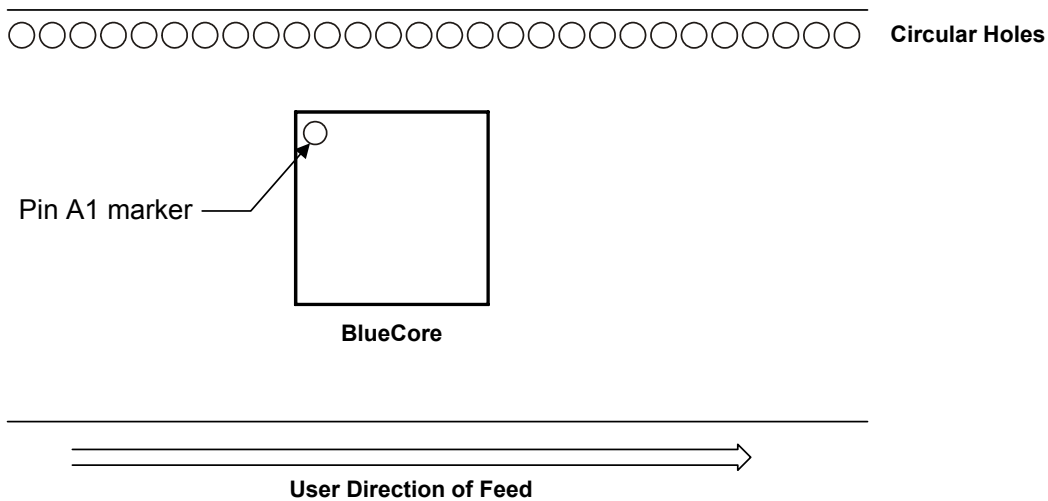 Circular Holes
Pin A1 marker
BlueCore
User Direction of Feed